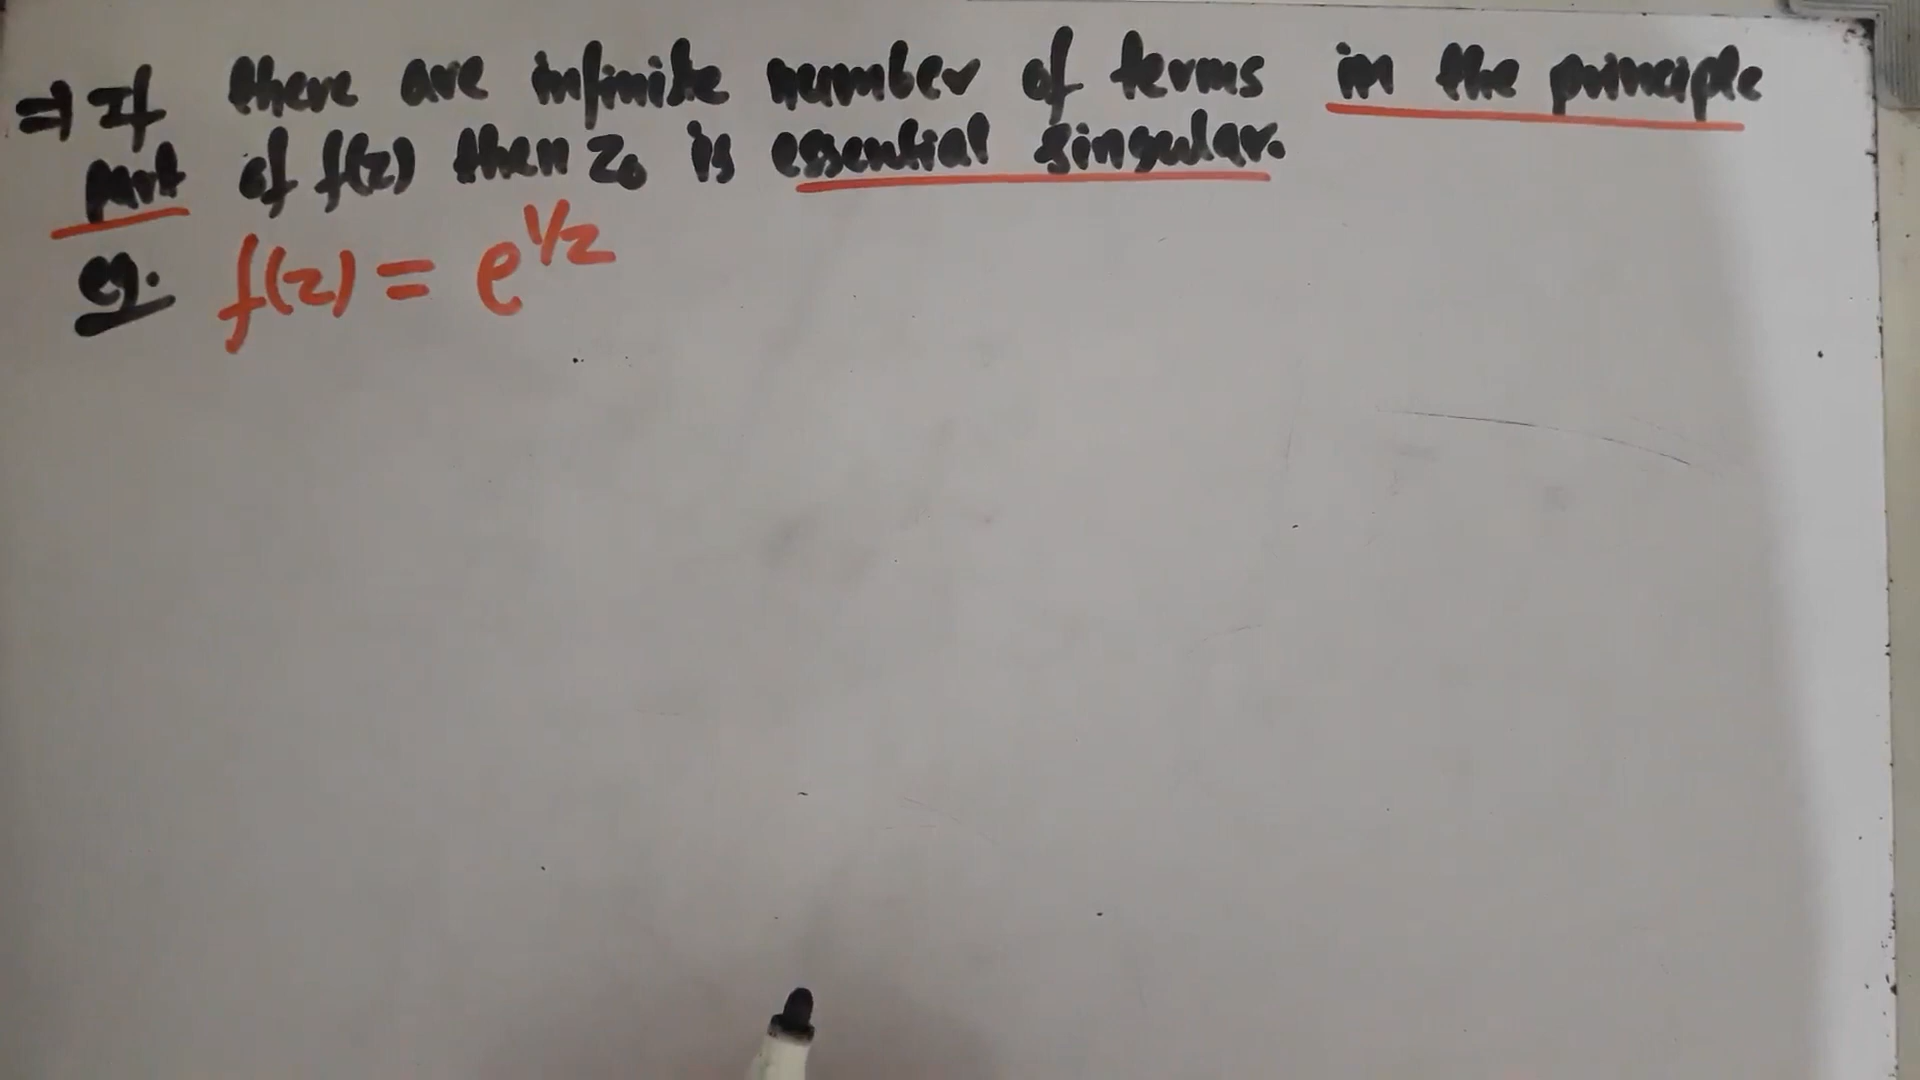 ⇒ If there are infinite number of terms in the principle
part of f(z) then z₀ is essential singular.
eg. f(z) = e^1/z